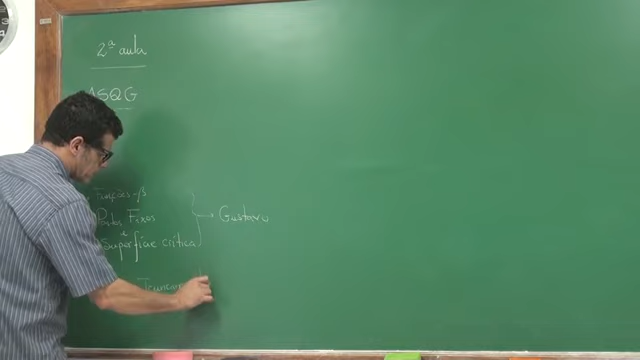 2ª aula
ASQG
Funções-β
Pontos Fixos
Superfície crítica
→ Gustavo